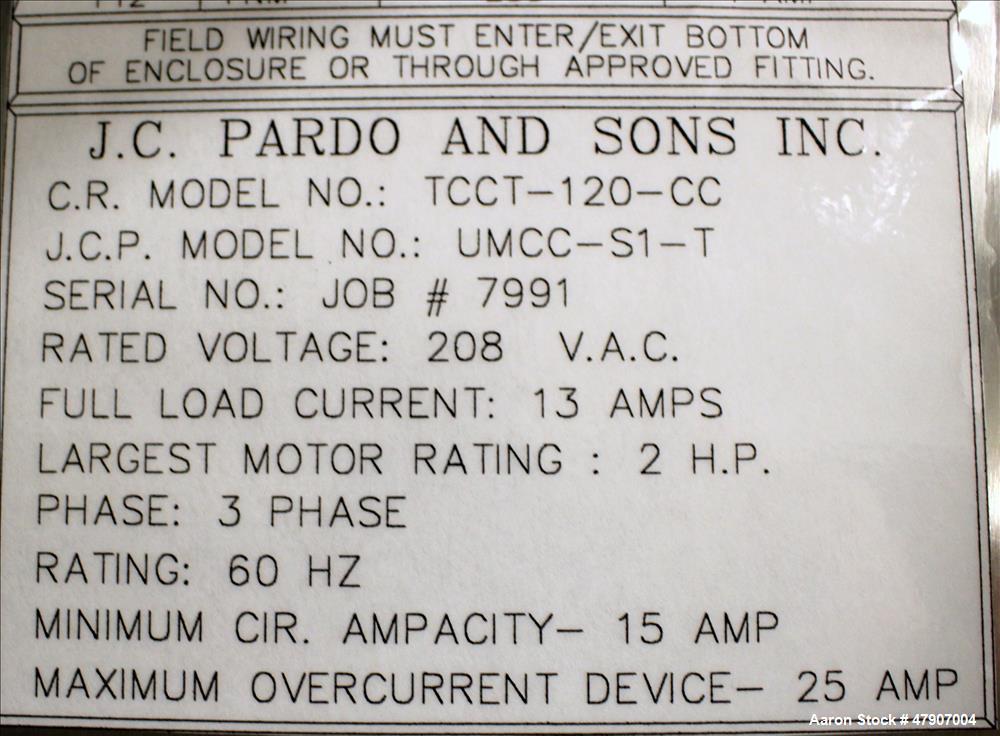 FIELD WIRING MUST ENTER/EXIT BOTTOM
OF ENCLOSURE OR THROUGH APPROVED FITTING.
J.C. PARDO AND SONS INC.
C.R. MODEL NO.: TCCT-120-CC
J.C.P. MODEL NO.: UMCC-S1-T
SERIAL NO.: JOB # 7991
RATED VOLTAGE: 208 V.A.C.
FULL LOAD CURRENT: 13 AMPS
LARGEST MOTOR RATING : 2 H.P.
PHASE: 3 PHASE
RATING: 60 HZ
MINIMUM CIR. AMPACITY- 15 AMP
MAXIMUM OVERCURRENT DEVICE- 25 AMP
Aaron Stock # 47907004